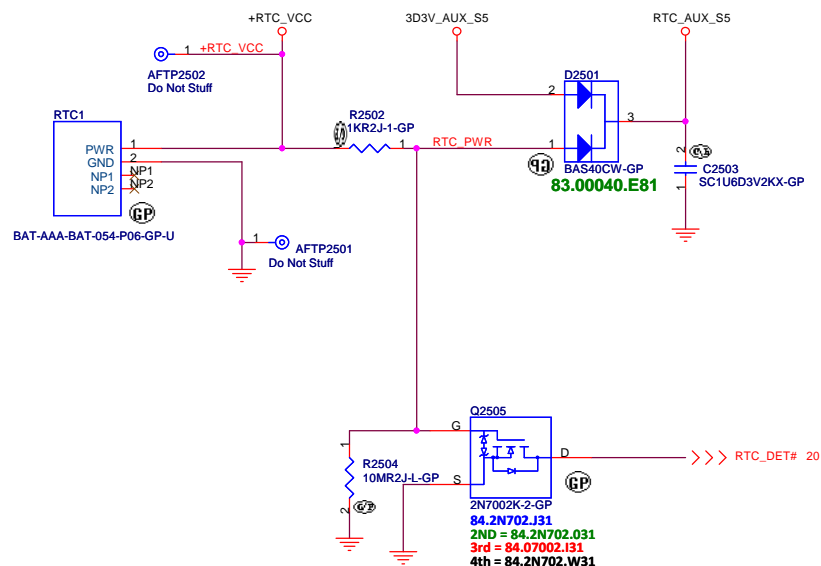 +RTC_VCC
3D3V_AUX_S5
RTC_AUX_S5
1
+RTC_VCC
AFTP2502
Do Not Stuff
D2501
2
3
RTC1
R2502
1KR2J-1-GP
1
RTC_PWR
1
PWR
1
GND
2
NP1
NP1
NP2
NP2
GP
GP
BAS40CW-GP
83.00040.E81
2
C2503
SC1U6D3V2KX-GP
1
BAT-AAA-BAT-054-P06-GP-U
1
AFTP2501
Do Not Stuff
Q2505
G
D
S
RTC_DET# 20
1
R2504
10MR2J-L-GP
2
GP
2N7002K-2-GP
84.2N702.J31
2ND = 84.2N702.031
3rd = 84.07002.I31
4th = 84.2N702.W31